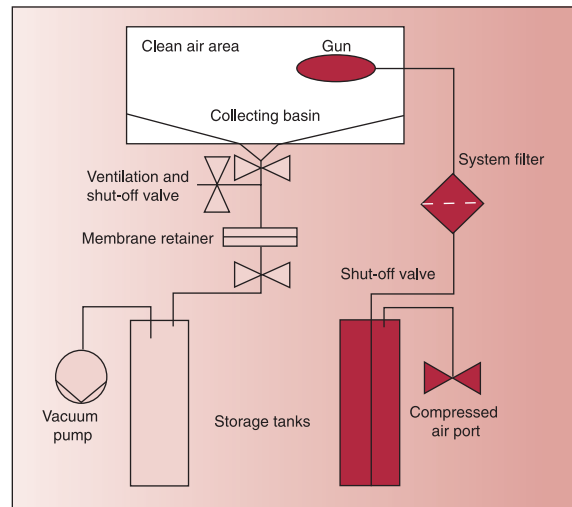 Clean air area
Gun
Collecting basin
System filter
Ventilation and
shut-off valve
Membrane retainer
Shut-off valve
Vacuum
pump
Storage tanks
Compressed
air port